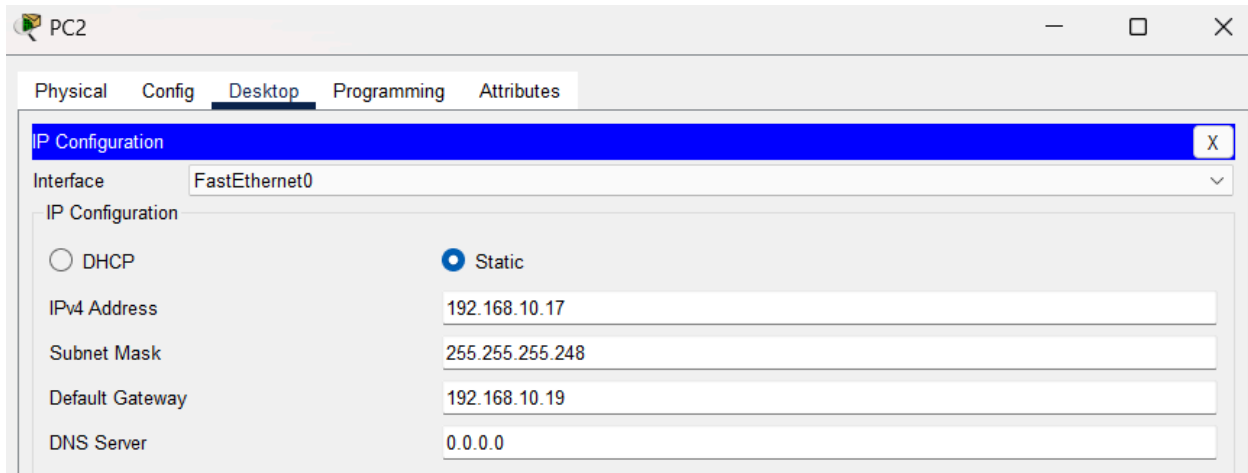 PC2
Physical Config Desktop Programming Attributes
IP Configuration X
Interface FastEthernet0
IP Configuration
DHCP Static
IPv4 Address 192.168.10.17
Subnet Mask 255.255.255.248
Default Gateway 192.168.10.19
DNS Server 0.0.0.0